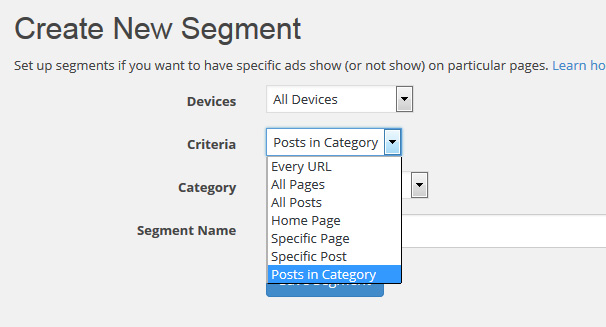 Create New Segment
Set up segments if you want to have specific ads show (or not show) on particular pages. Learn ho
Devices
All Devices
Criteria
Posts in Category
Every URL
All Pages
All Posts
Home Page
Specific Page
Specific Post
Posts in Category
Category
Segment Name